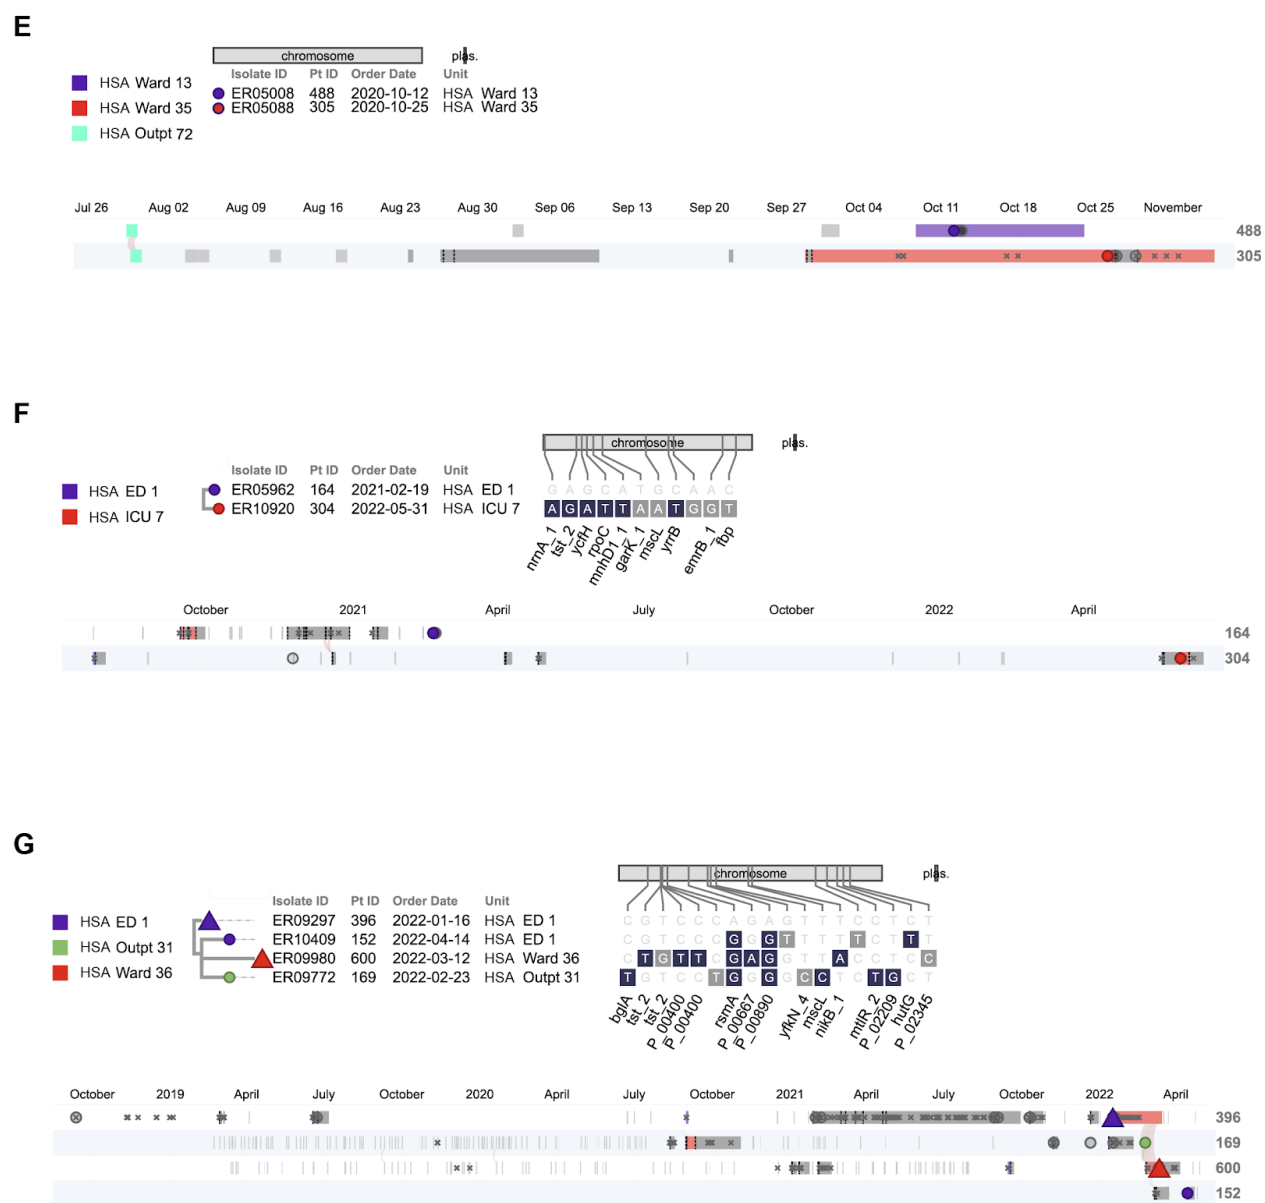 E
chromosome plas.
HSA Ward 13
HSA Ward 35
HSA Outpt 72
Isolate ID Pt ID Order Date Unit
ER05008 488 2020-10-12 HSA Ward 13
ER05088 305 2020-10-25 HSA Ward 35
Jul 26 Aug 02 Aug 09 Aug 16 Aug 23 Aug 30 Sep 06 Sep 13 Sep 20 Sep 27 Oct 04 Oct 11 Oct 18 Oct 25 November
488
305
F
chromosome plas.
HSA ED 1
HSA ICU 7
Isolate ID Pt ID Order Date Unit
ER05962 164 2021-02-19 HSA ED 1
ER10920 304 2022-05-31 HSA ICU 7
G A G C A T G C A A C
A G A T T A A T G G T
nrnA_1 tst_2 ycfH rpoC mnhD1_1 garK_1 mscL yrrB emrB_1 fbp
October 2021 April July October 2022 April
164
304
G
chromosome plas.
HSA ED 1
HSA Outpt 31
HSA Ward 36
Isolate ID Pt ID Order Date Unit
ER09297 396 2022-01-16 HSA ED 1
ER10409 152 2022-04-14 HSA ED 1
ER09980 600 2022-03-12 HSA Ward 36
ER09772 169 2022-02-23 HSA Outpt 31
C G T C C C A G A G T T T C C T C T
C G T C C C G G G T T T T T C C T T
C T G T T C G A G G T T A C C T C C
T G T C C T G G G G C C T C T G C T
bglA tst_2 tst_2 P_00400 P_00400 rsmA P_00667 P_00890 yfkN_4 mscL nikB_1 mtlR_2 P_02209 hutG P_02345
October 2019 April July October 2020 April July October 2021 April July October 2022 April
396
169
600
152